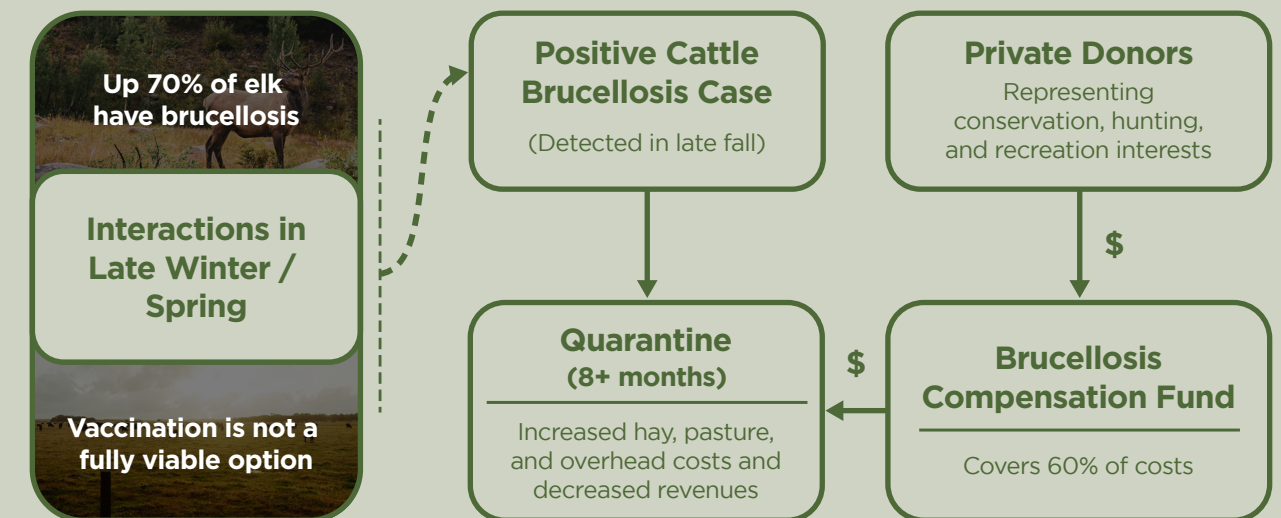 Up 70% of elk
have brucellosis
Interactions in
Late Winter /
Spring
Vaccination is not a
fully viable option
Positive Cattle
Brucellosis Case
(Detected in late fall)
Quarantine
(8+ months)
Increased hay, pasture,
and overhead costs and
decreased revenues
Private Donors
Representing
conservation, hunting,
and recreation interests
$
$
Brucellosis
Compensation Fund
Covers 60% of costs